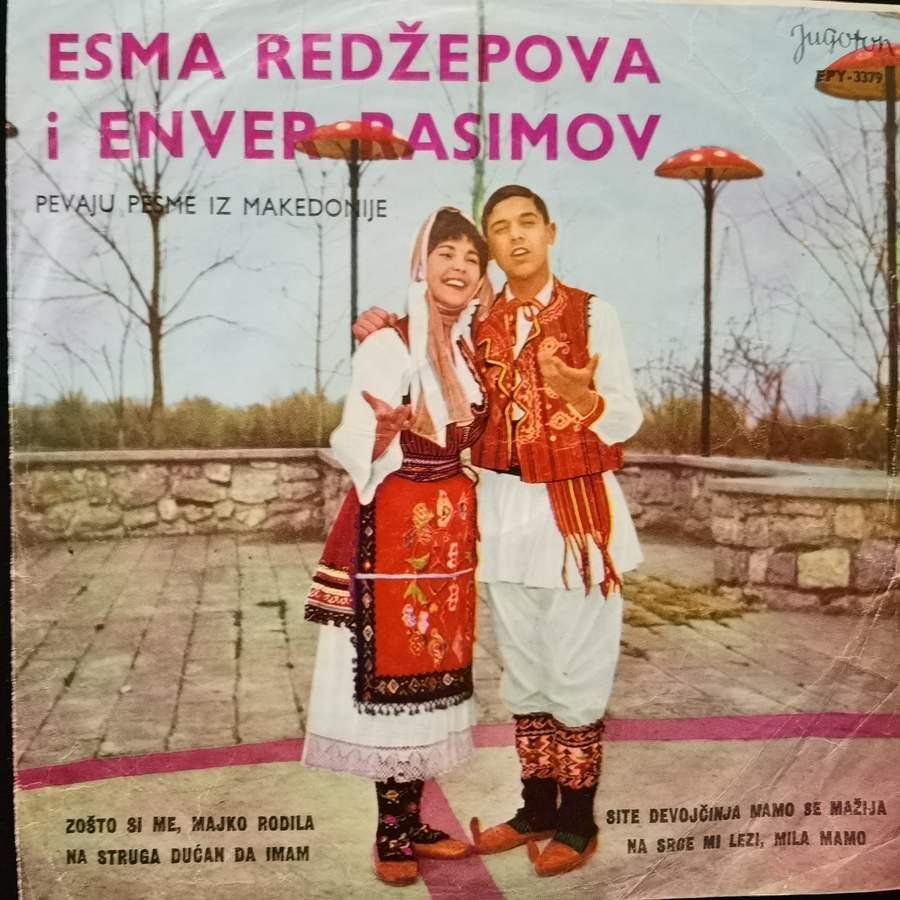 Jugoton
EPY-3379
ESMA REDŽEPOVA
i ENVER RASIMOV
PEVAJU PESME IZ MAKEDONIJE
ZOŠTO SI ME, MAJKO RODILA
NA STRUGA DUĆAN DA IMAM
SITE DEVOJČINJA MAMO SE MAŽIJA
NA SRCE MI LEZI, MILA MAMO